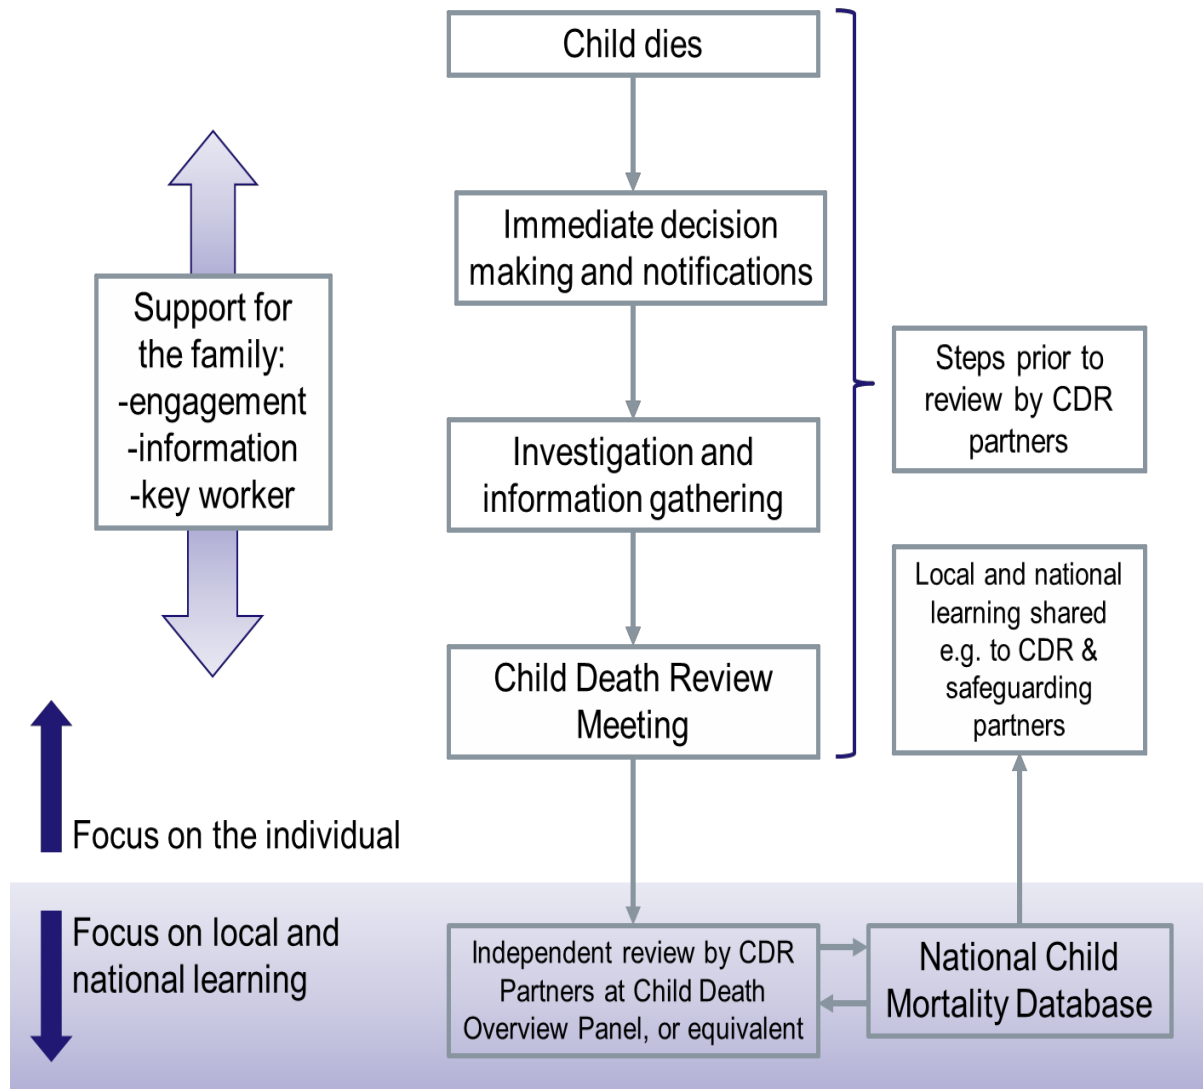 Child dies
Immediate decision
making and notifications
Support for
the family:
-engagement
-information
-key worker
Steps prior to
review by CDR
partners
Investigation and
information gathering
Local and national
learning shared
e.g. to CDR &
safeguarding
partners
Child Death Review
Meeting
Focus on the individual
Focus on local and
national learning
Independent review by CDR
Partners at Child Death
Overview Panel, or equivalent
National Child
Mortality Database